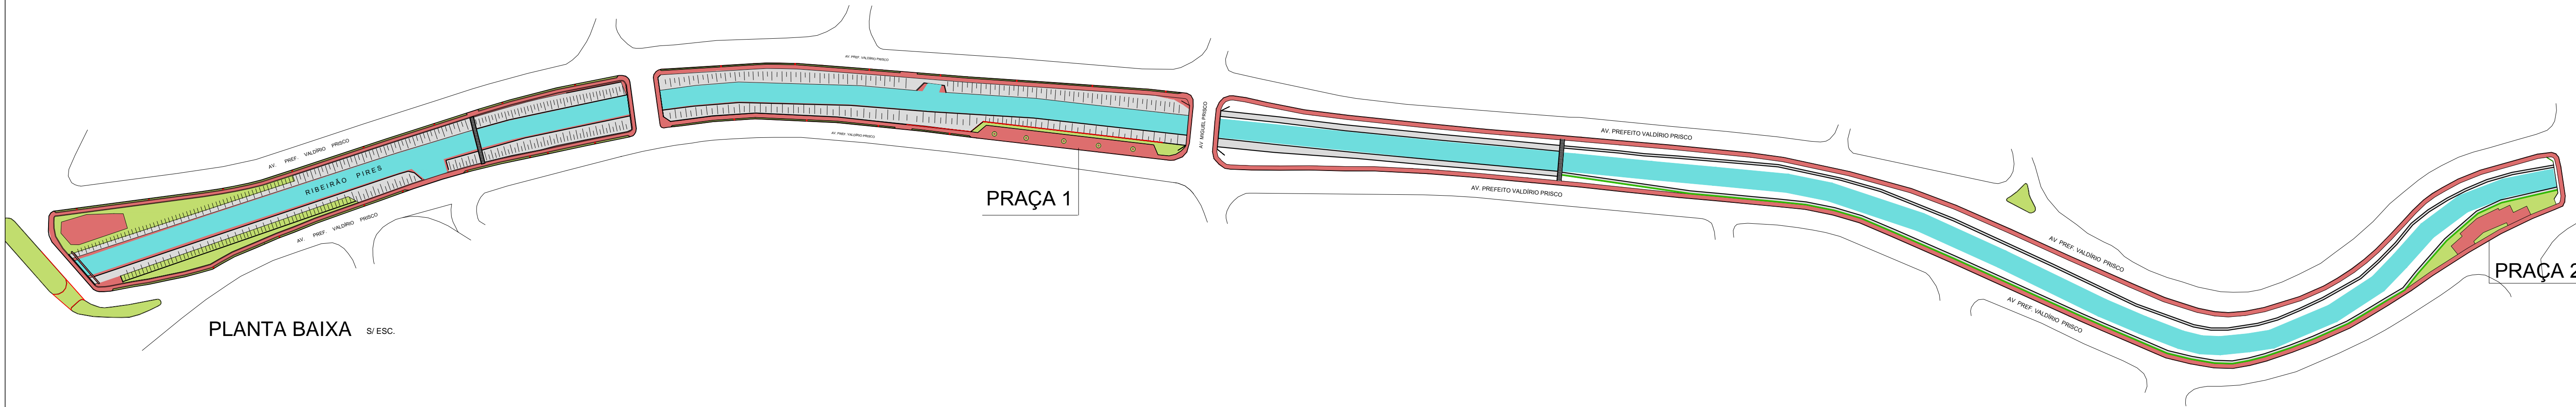 AV. PREF. VALDÍRIO PRISCO
AV. PREF. VALDÍRIO PRISCO
RIBEIRÃO PIRES
AV. PREF. VALDÍRIO PRISCO
AV. PREF. VALDÍRIO PRISCO
AV MIGUEL PRISCO
PRAÇA 1
AV. PREFEITO VALDÍRIO PRISCO
AV. PREFEITO VALDÍRIO PRISCO
AV PREF. VALDÍRIO PRISCO
AV PREF. VALDÍRIO PRISCO
PRAÇA 2
PLANTA BAIXA S/ ESC.